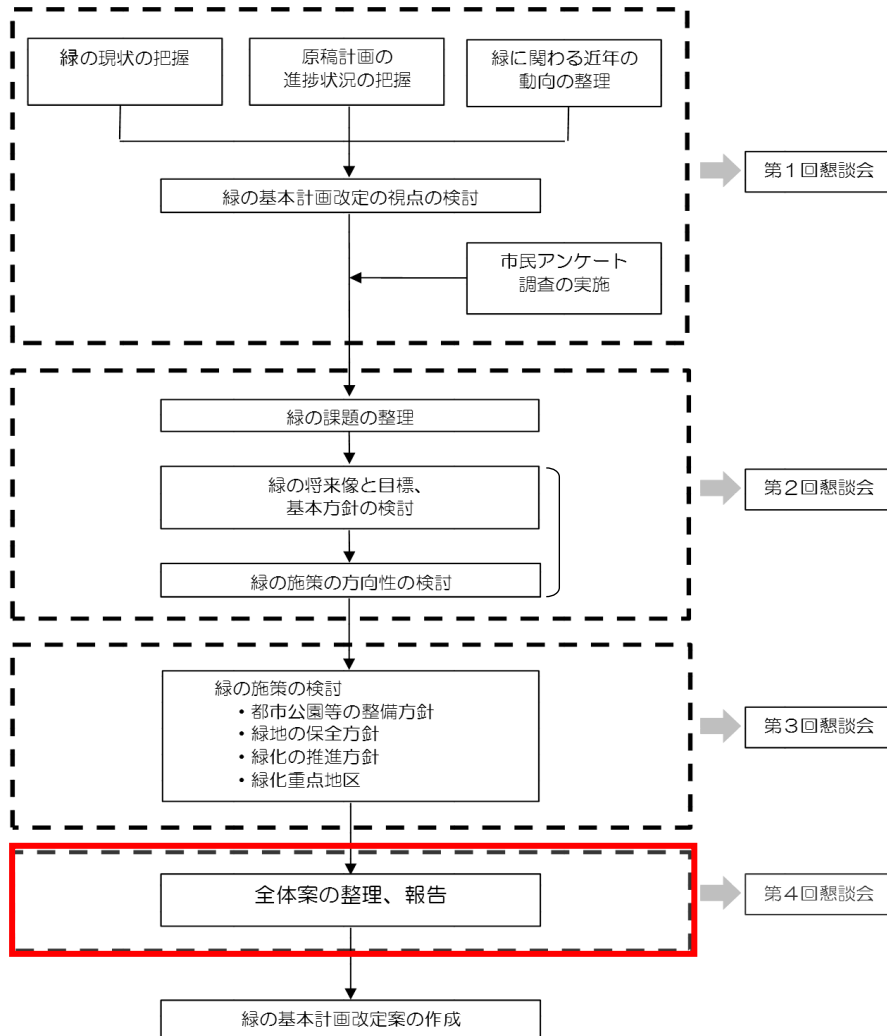 緑の現状の把握
原稿計画の
進捗状況の把握
緑に関わる近年の
動向の整理
第１回懇談会
緑の基本計画改定の視点の検討
市民アンケート
調査の実施
緑の課題の整理
緑の将来像と目標、
基本方針の検討
第２回懇談会
緑の施策の方向性の検討
緑の施策の検討
・都市公園等の整備方針
・緑地の保全方針
・緑化の推進方針
・緑化重点地区
第３回懇談会
全体案の整理、報告
第４回懇談会
緑の基本計画改定案の作成